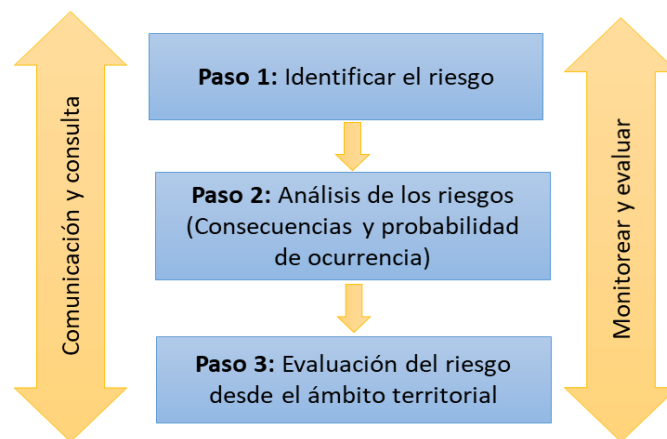 Comunicación y consulta
Paso 1: Identificar el riesgo
Paso 2: Análisis de los riesgos
(Consecuencias y probabilidad
de ocurrencia)
Paso 3: Evaluación del riesgo
desde el ámbito territorial
Monitorear y evaluar